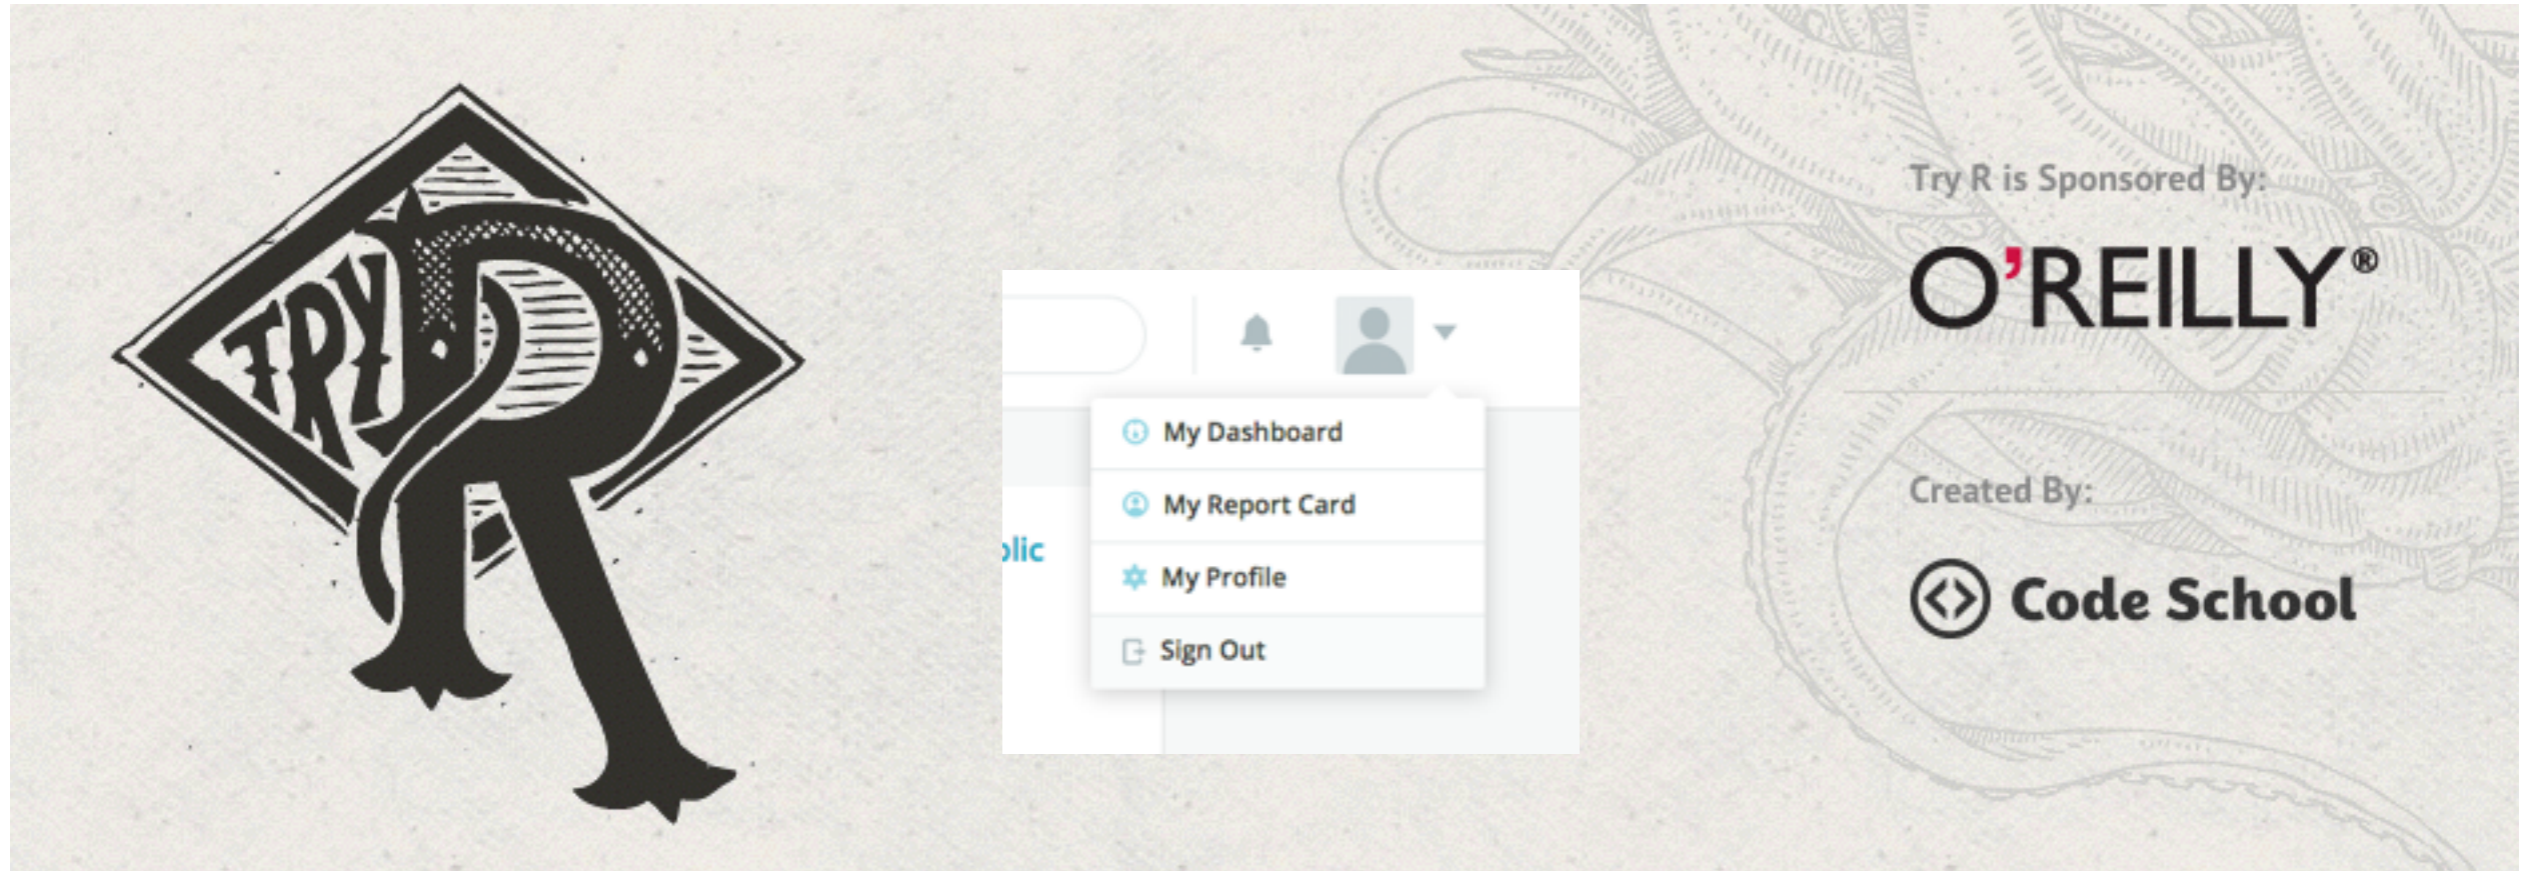 TRY R
Try R is Sponsored By:
O'REILLY®
Created By:
Code School
My Dashboard
My Report Card
My Profile
Sign Out